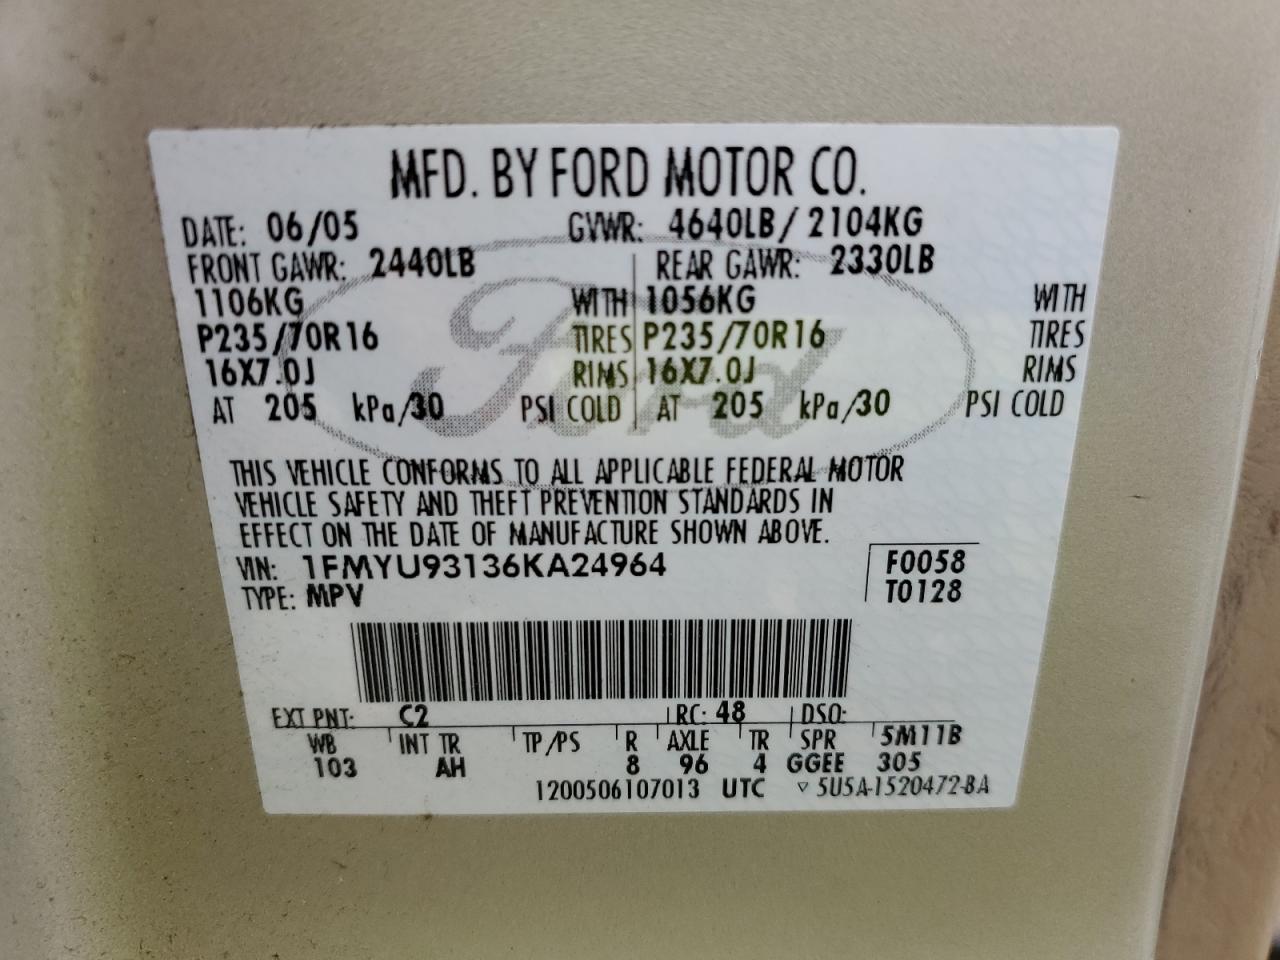 MFD. BY FORD MOTOR CO.
DATE: 06/05 GVWR: 4640LB/ 2104KG
FRONT GAWR: 2440LB REAR GAWR: 2330LB
1106KG WITH 1056KG WITH
P235/70R16 TIRES P235/70R16 TIRES
16X7.0J RIMS 16X7.0J RIMS
AT 205 kPa/30 PSI COLD AT 205 kPa/30 PSI COLD
Ford
THIS VEHICLE CONFORMS TO ALL APPLICABLE FEDERAL MOTOR
VEHICLE SAFETY AND THEFT PREVENTION STANDARDS IN
EFFECT ON THE DATE OF MANUFACTURE SHOWN ABOVE.
VIN: 1FMYU93136KA24964 F0058
TYPE: MPV T0128
EXT PNT: C2 RC: 48 DSO:
WB INT TR TP/PS R AXLE TR SPR 5M11B
103 AH 8 96 4 GGEE 305
1200506107013 UTC ▿ 5U5A-1520472-BA